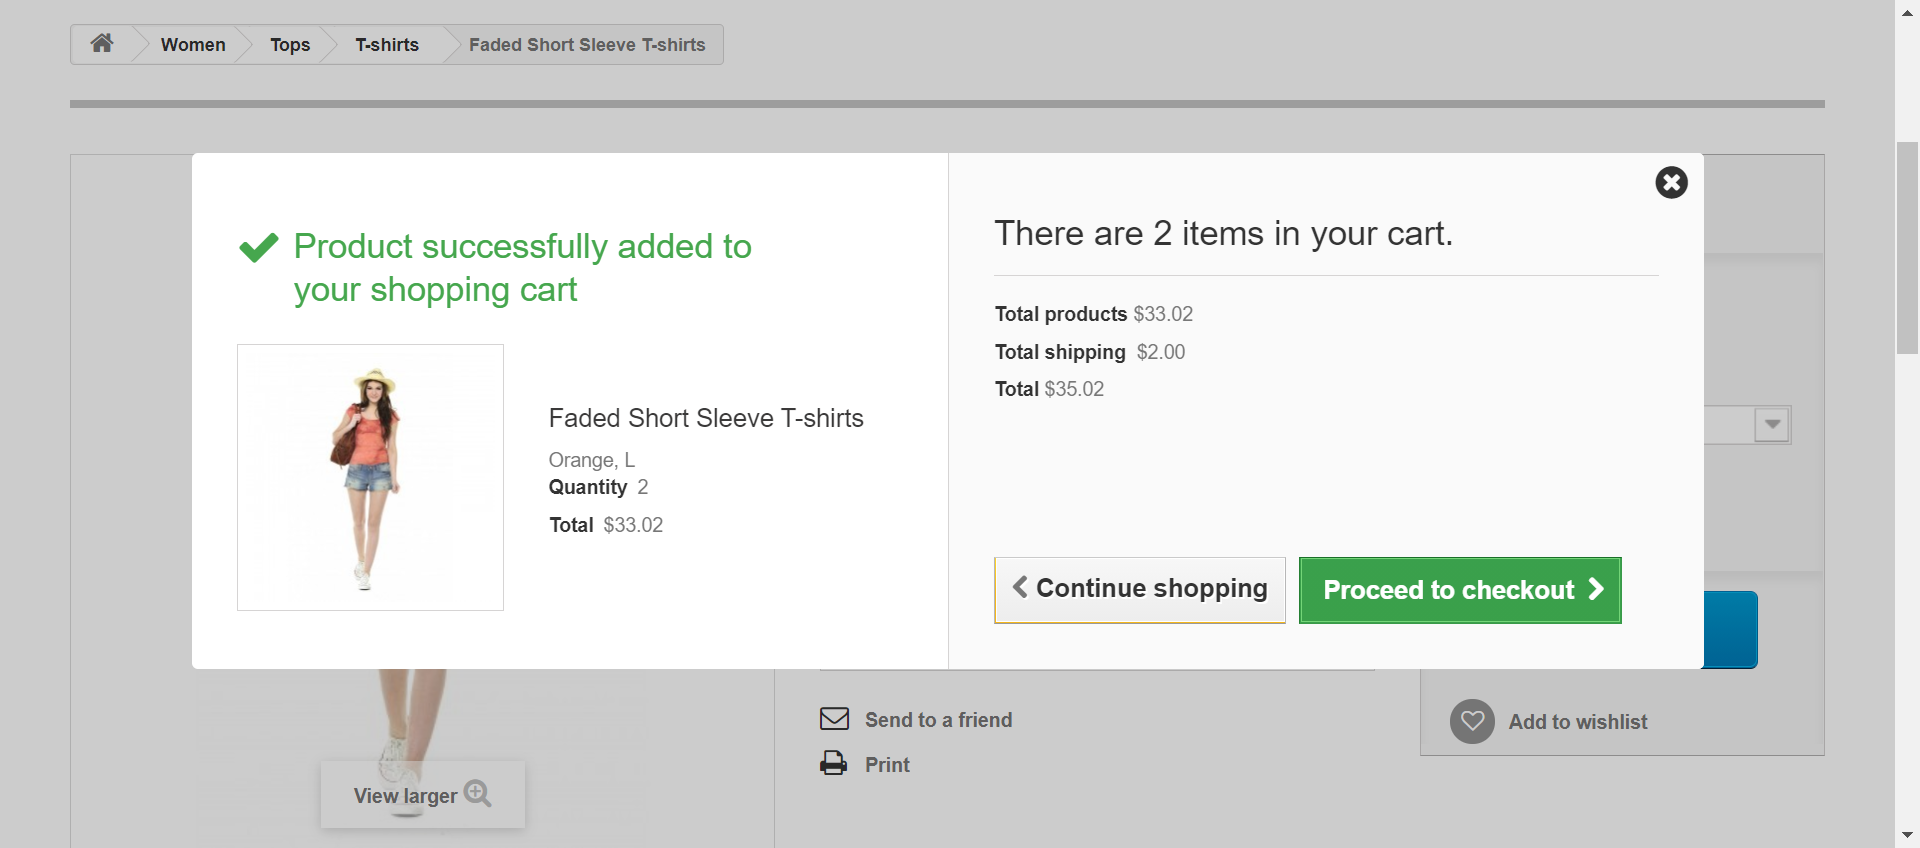 Women
Tops
T-shirts
Faded Short Sleeve T-shirts
Product successfully added to
your shopping cart
Faded Short Sleeve T-shirts
Orange, L
Quantity 2
Total $33.02
There are 2 items in your cart.
Total products $33.02
Total shipping $2.00
Total $35.02
Continue shopping
Proceed to checkout
Send to a friend
Print
Add to wishlist
View larger